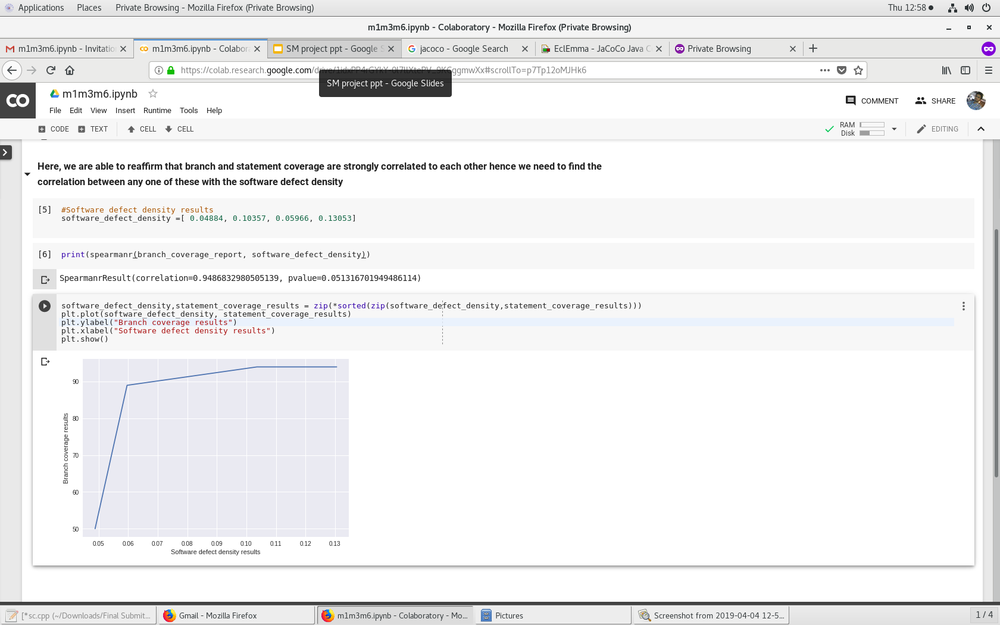 Applications Places Private Browsing - Mozilla Firefox (Private Browsing) Thu 12:58
m1m3m6.ipynb - Colaboratory - Mozilla Firefox (Private Browsing)
m1m3m6.ipynb - Invitatio m1m3m6.ipynb - Colabora SM project ppt - Google S jacoco - Google Search EclEmma - JaCoCo Java C Private Browsing
https://colab.research.google.com/
SM project ppt - Google Slides
CO m1m3m6.ipynb
File Edit View Insert Runtime Tools Help
COMMENT SHARE
CODE TEXT CELL CELL RAM Disk EDITING
Here, we are able to reaffirm that branch and statement coverage are strongly correlated to each other hence we need to find the
correlation between any one of these with the software defect density
[5] #Software defect density results
software_defect_density =[ 0.04884, 0.10357, 0.05966, 0.13053]
[6] print(spearmanr(branch_coverage_report, software_defect_density))
SpearmanrResult(correlation=0.9486832980505139, pvalue=0.051316701949486114)
software_defect_density,statement_coverage_results = zip(*sorted(zip(software_defect_density,statement_coverage_results)))
plt.plot(software_defect_density, statement_coverage_results)
plt.ylabel("Branch coverage results")
plt.xlabel("Software defect density results")
plt.show()
90
80
70
60
50
Branch coverage results
0.05 0.06 0.07 0.08 0.09 0.10 0.11 0.12 0.13
Software defect density results
[*sc.cpp (~/Downloads/Final Submit... Gmail - Mozilla Firefox m1m3m6.ipynb - Colaboratory - Mo... Pictures Screenshot from 2019-04-04 12-5... 1 / 4